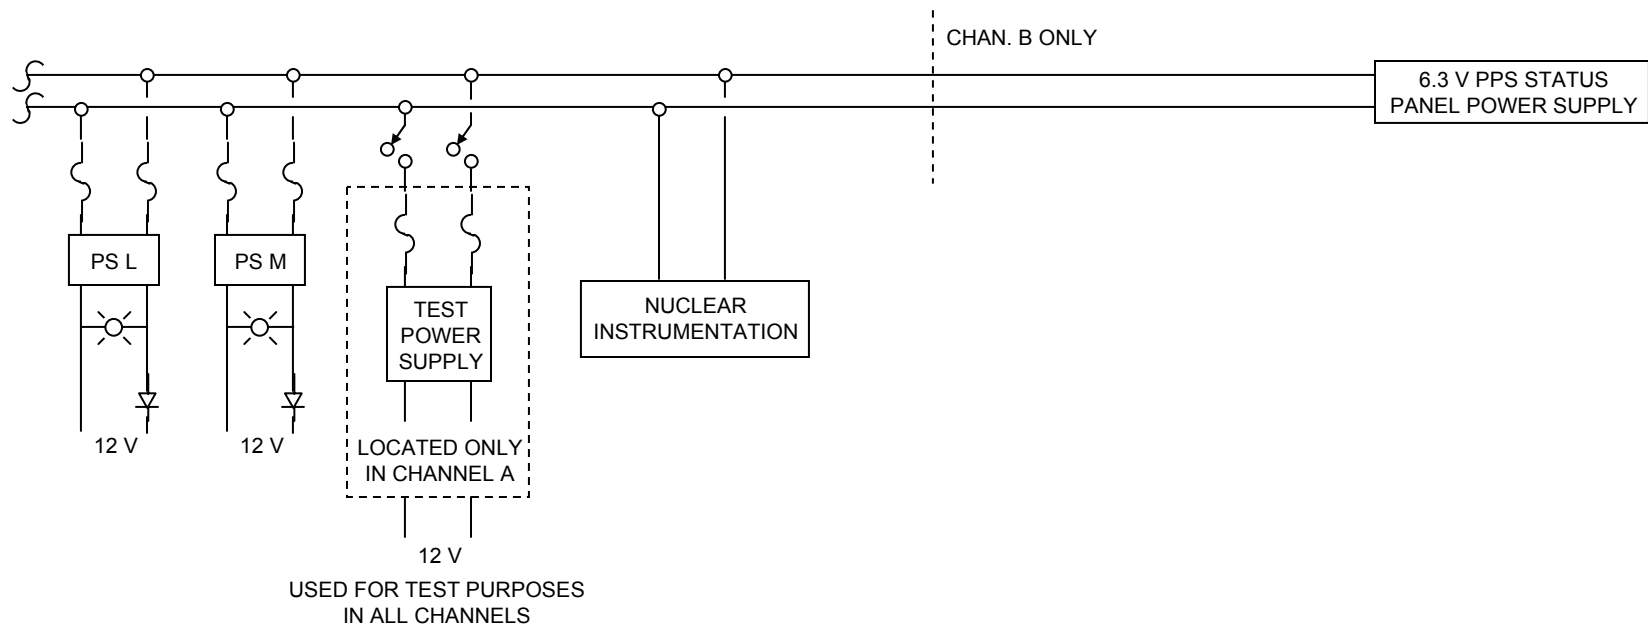 CHAN. B ONLY
6.3 V PPS STATUS
PANEL POWER SUPPLY
PS L
PS M
TEST
POWER
SUPPLY
NUCLEAR
INSTRUMENTATION
12 V
12 V
LOCATED ONLY
IN CHANNEL A
12 V
USED FOR TEST PURPOSES
IN ALL CHANNELS